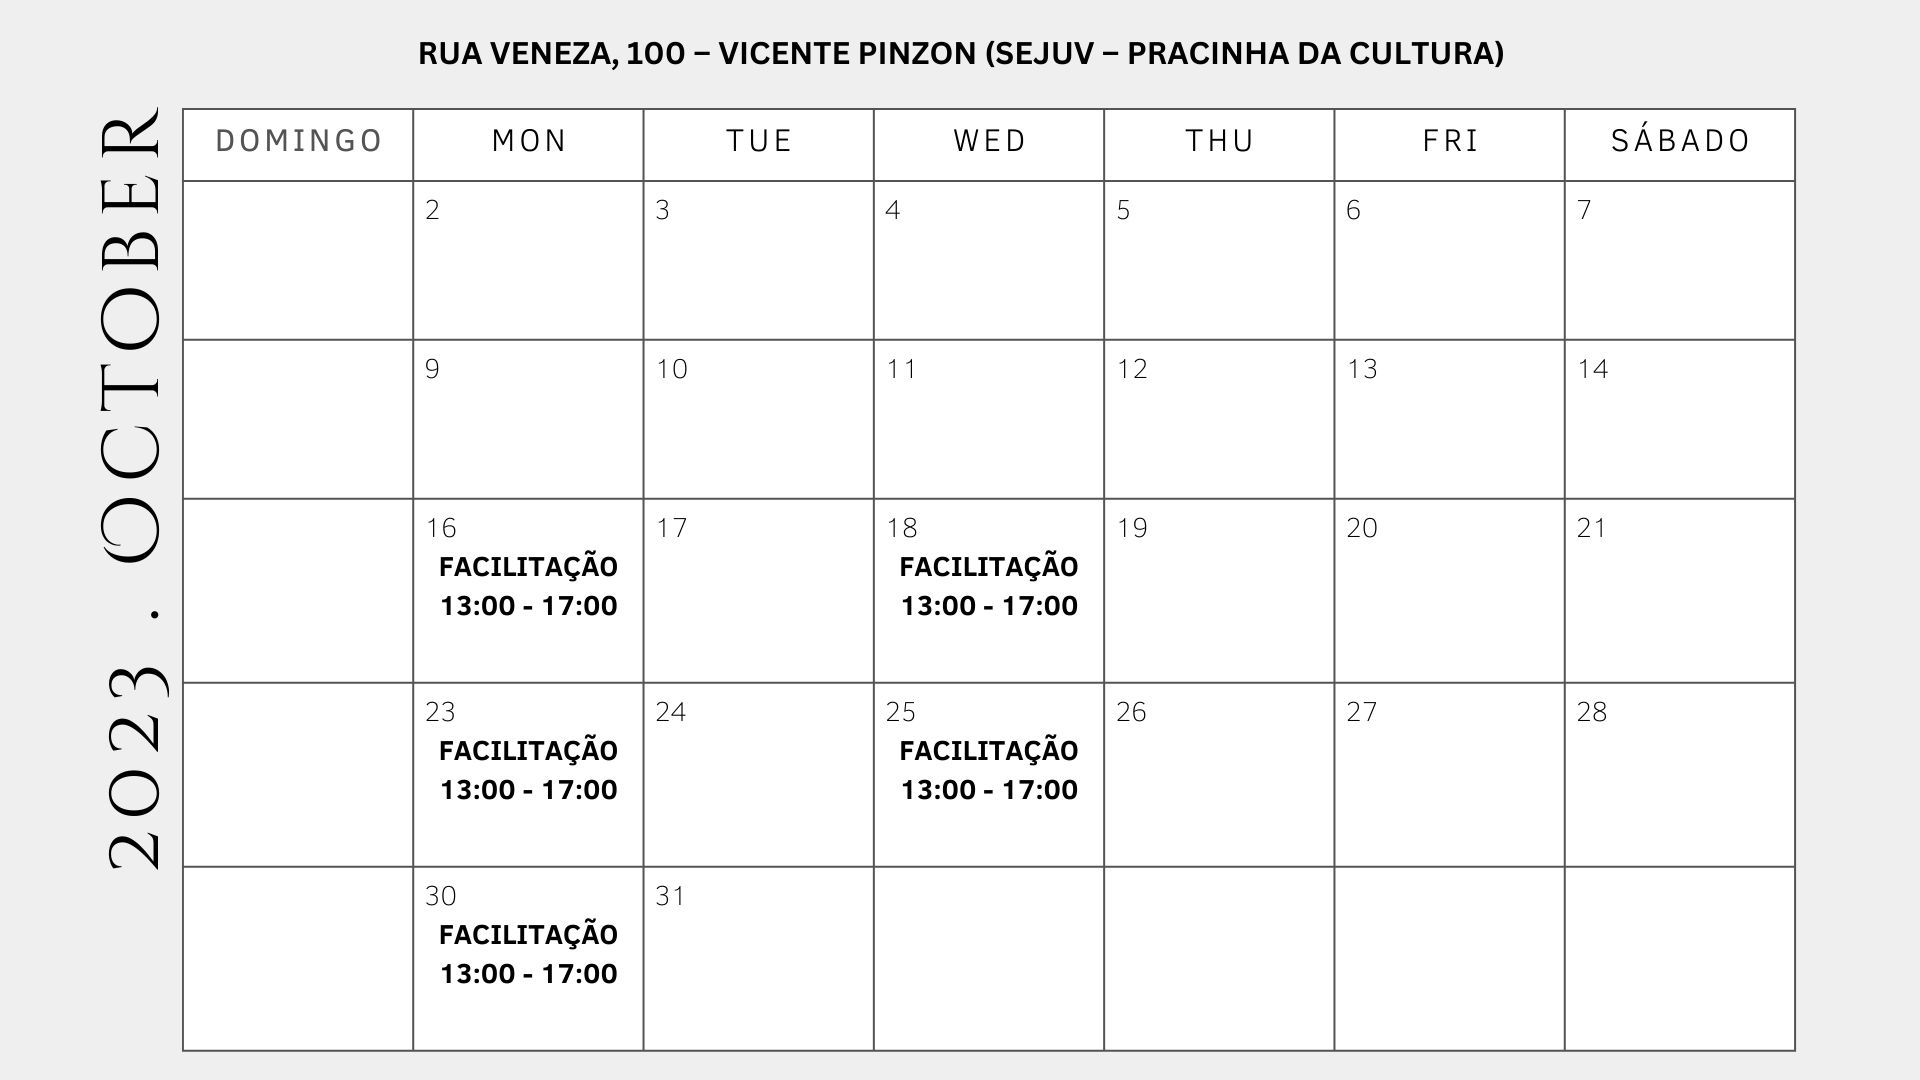 RUA VENEZA, 100 – VICENTE PINZON (SEJUV – PRACINHA DA CULTURA)
2023 . OCTOBER
DOMINGO MON TUE WED THU FRI SÁBADO
2 3 4 5 6 7
9 10 11 12 13 14
16 17 18 19 20 21
FACILITAÇÃO FACILITAÇÃO
13:00 - 17:00 13:00 - 17:00
23 24 25 26 27 28
FACILITAÇÃO FACILITAÇÃO
13:00 - 17:00 13:00 - 17:00
30 31
FACILITAÇÃO
13:00 - 17:00